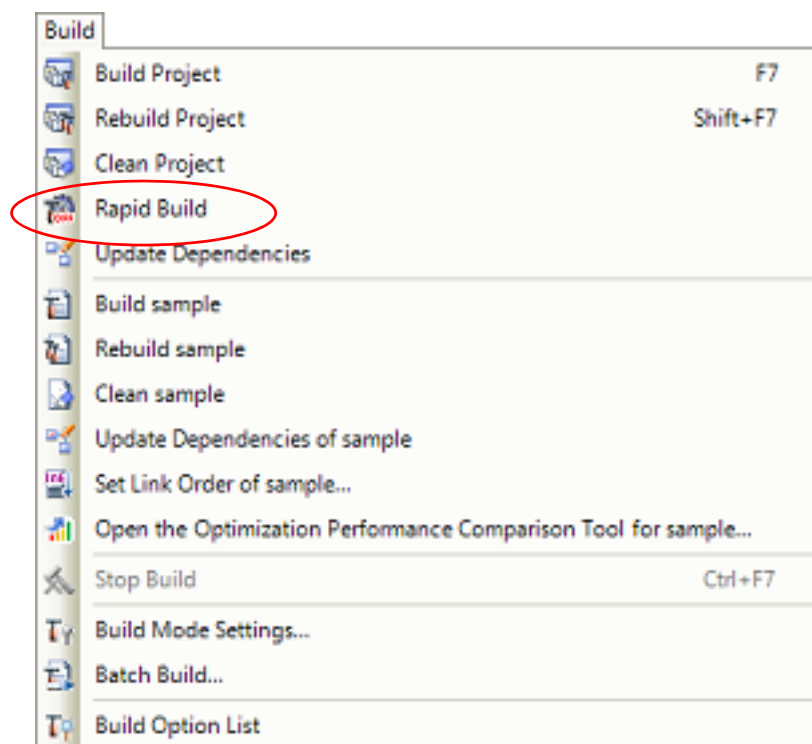 Build
Build Project F7
Rebuild Project Shift+F7
Clean Project
Rapid Build
Update Dependencies
Build sample
Rebuild sample
Clean sample
Update Dependencies of sample
Set Link Order of sample...
Open the Optimization Performance Comparison Tool for sample...
Stop Build Ctrl+F7
Build Mode Settings...
Batch Build...
Build Option List